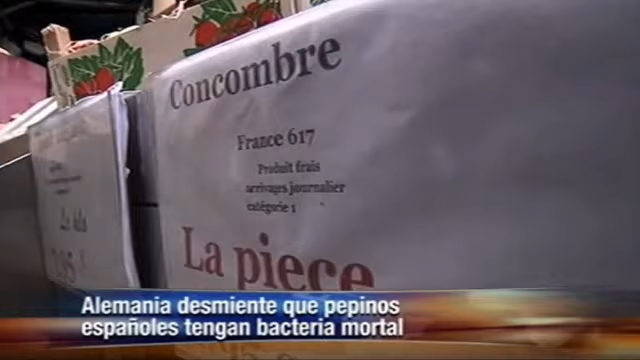 Concombre
France 617
Produit frais
arrivages journalier
catégorie 1
La piece
Alemania desmiente que pepinos
españoles tengan bacteria mortal